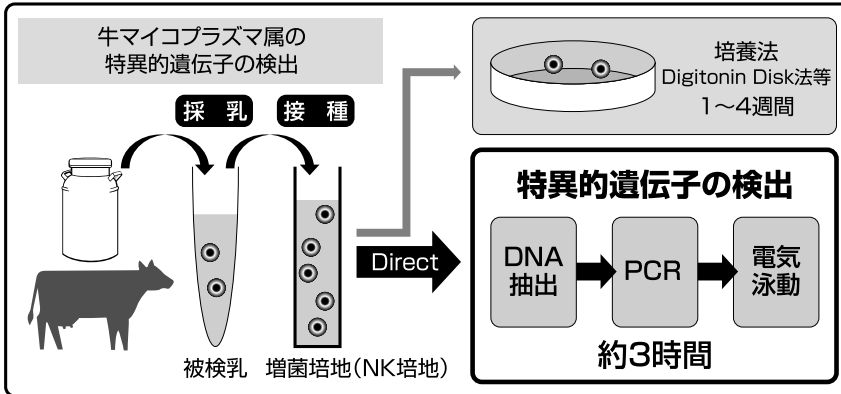 牛マイコプラズマ属の
特異的遺伝子の検出
採乳
接種
被検乳
増菌培地(NK培地)
培養法
Digitonin Disk法等
1〜4週間
Direct
特異的遺伝子の検出
DNA
抽出
PCR
電気
泳動
約3時間